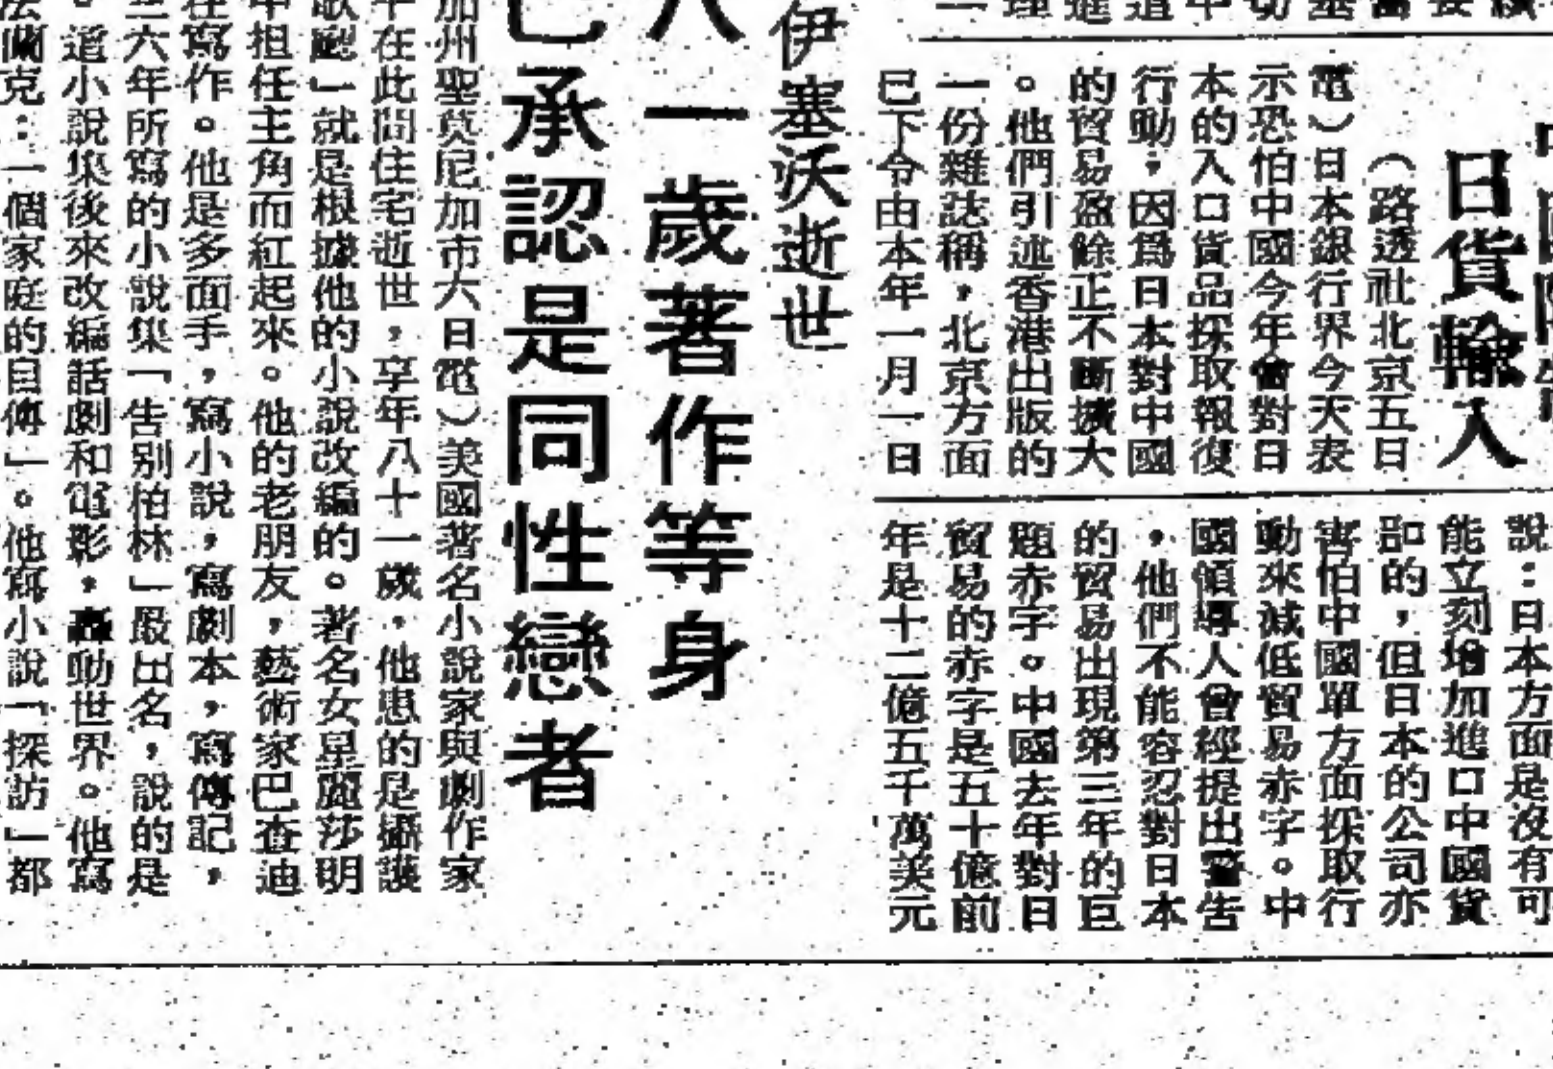 日貨輸入
（路透社北京五日
電）日本銀行界今天表
示恐怕中國今年會對日
本的入口貨品採取報復
行動，因爲日本對中國
的貿易盈餘正不斷擴大
。他們引述香港出版的
一份雜誌稱，北京方面
已下令由本年一月一日
說：日本方面是沒有可
能立刻增加進口中國貨
品的，但日本的公司亦
害怕中國單方面採取行
動來減低貿易赤字。中
國領導人曾經提出警告
，他們不能容忍對日本
的貿易出現第三年的巨
題赤字。中國去年對日
貿易的赤字是五十億前
年是十二億五千萬美元
伊塞沃逝世
八一歲著作等身
已承認是同性戀者
加州聖莫尼加市六日電）美國著名小說家與劇作家
在此間住宅逝世，享年八十一歲，他患的是攝護
」就是根據他的小說改編的。著名女星麗莎明
中担任主角而紅起來。他的老朋友，藝術家巴查迪
在寫作。他是多面手，寫小說，寫劇本，寫傳記，
三六年所寫的小說集「告別柏林」最出名，說的是
。這小說集後來改編話劇和電影，轟動世界。他寫
法蘭克：一個家庭的自傳」。他寫小說「探訪」都